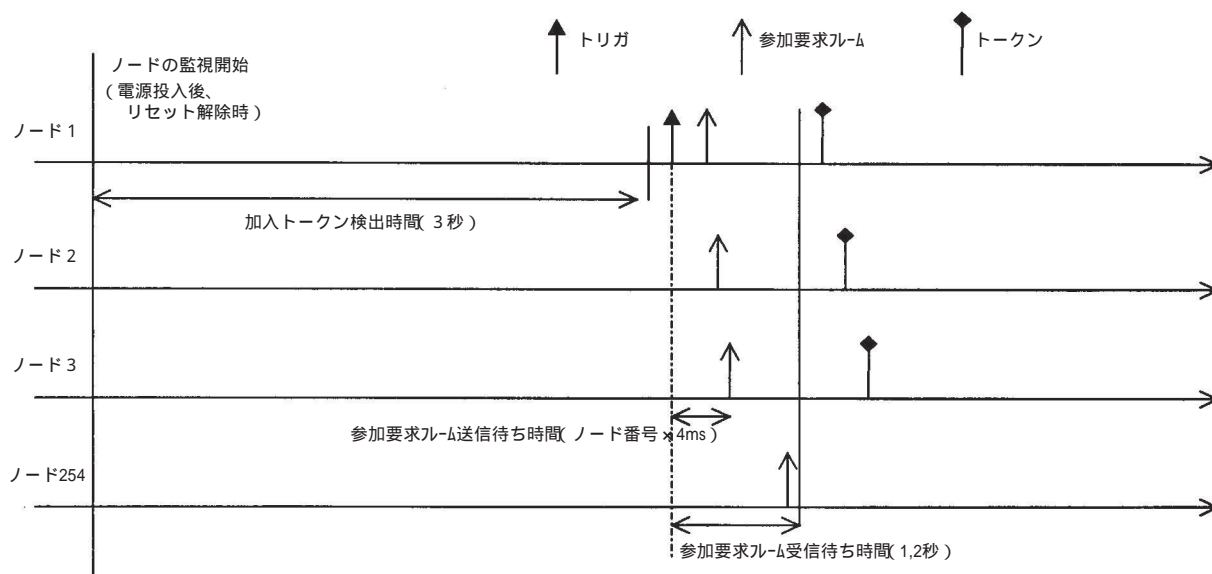 トリガ
参加要求フレーム
トークン
ノードの監視開始
(電源投入後、
リセット解除時)
ノード1
加入トークン検出時間(3秒)
ノード2
ノード3
参加要求フレーム送信待ち時間(ノード番号×4ms)
ノード254
参加要求フレーム受信待ち時間(1,2秒)